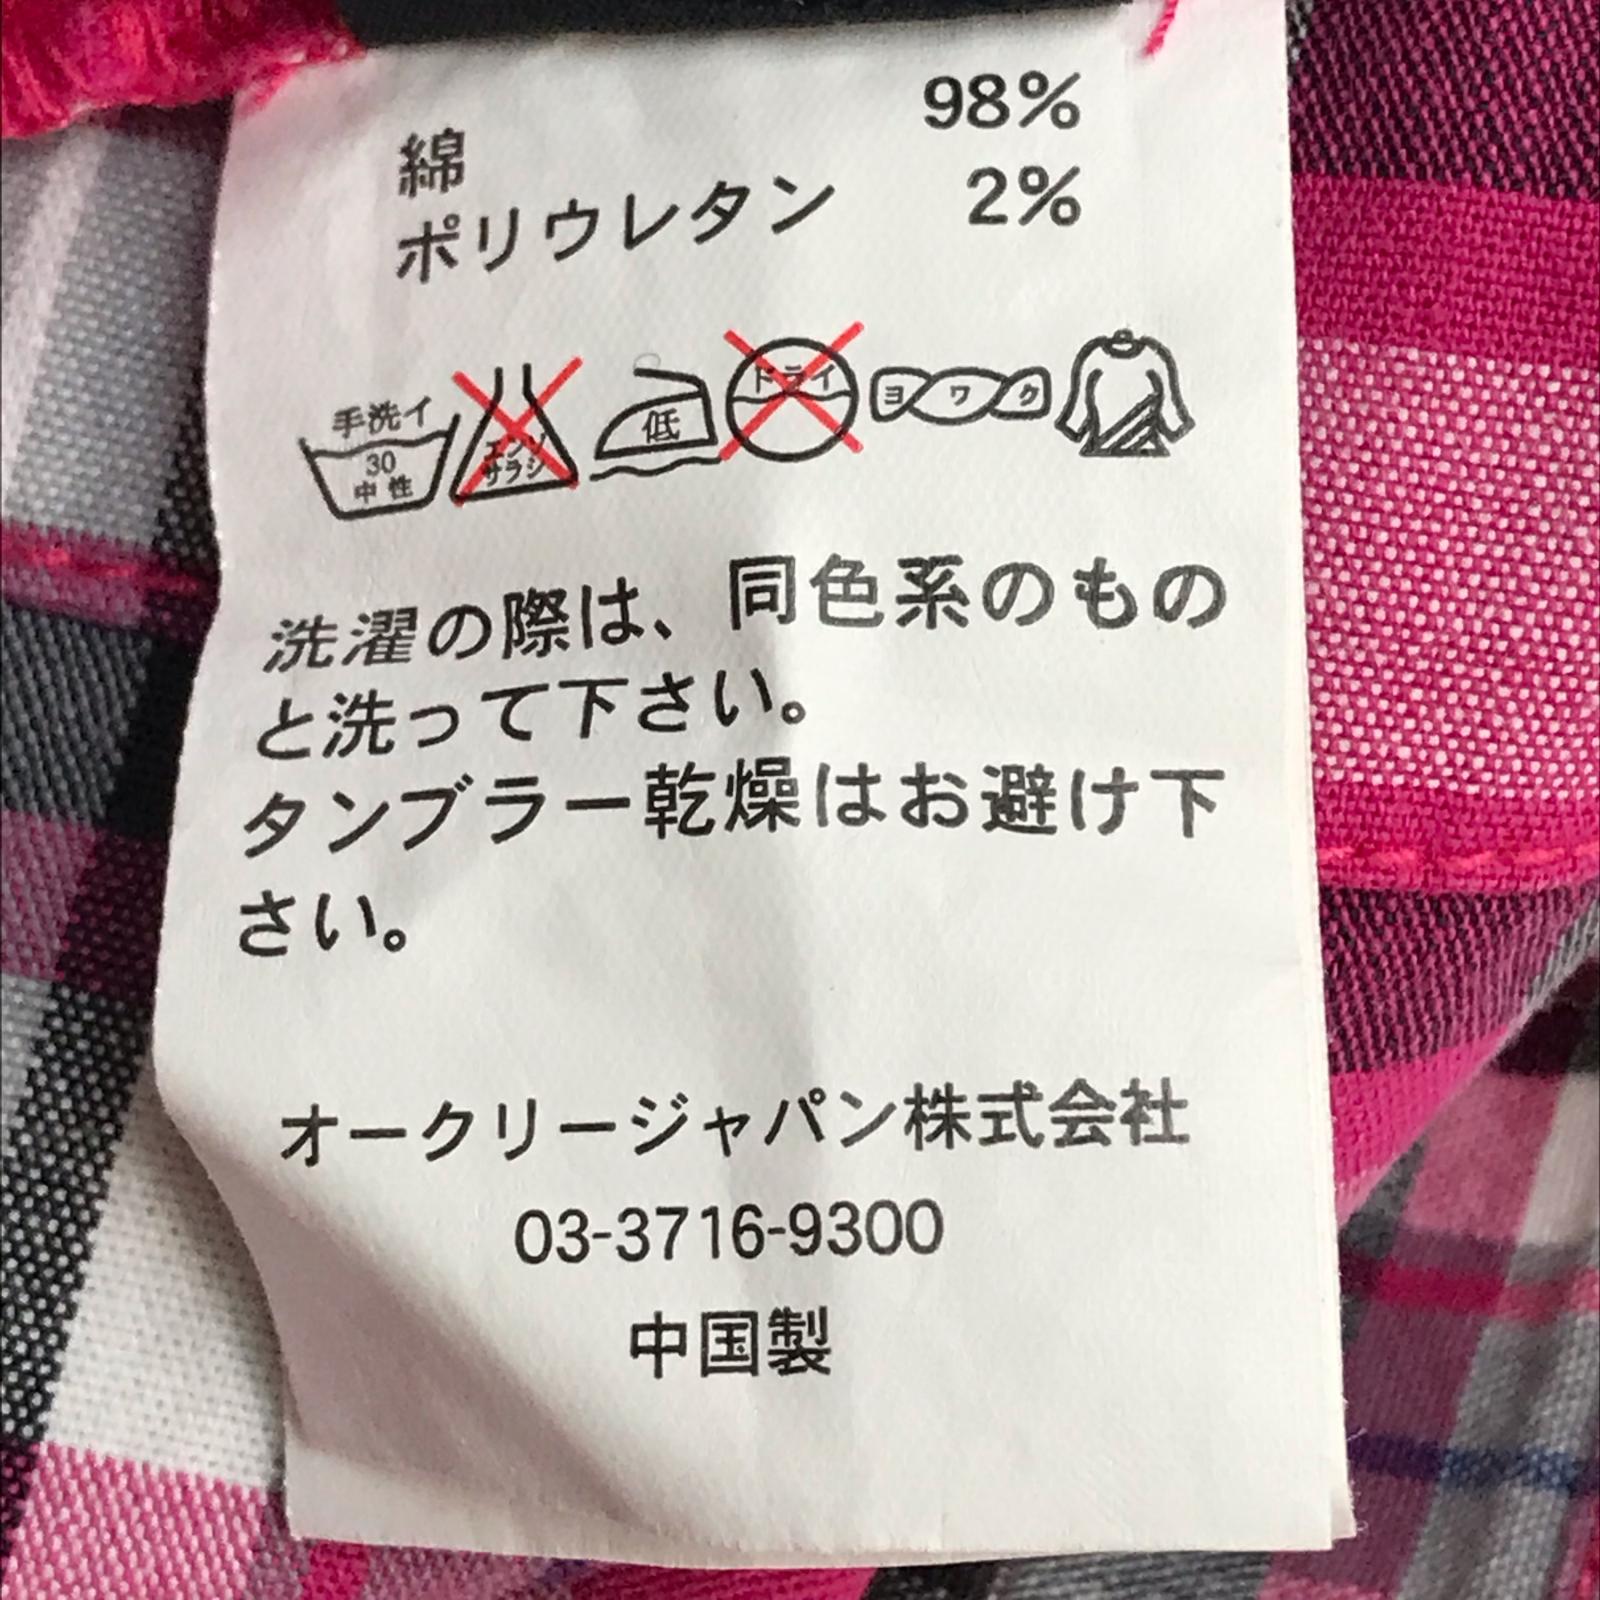 綿 98%
ポリウレタン 2%
手洗イ 30 中性 エンソサラシ 低 ドライ ヨワク
洗濯の際は、同色系のもの
と洗って下さい。
タンブラー乾燥はお避け下
さい。
オークリージャパン株式会社
03-3716-9300
中国製